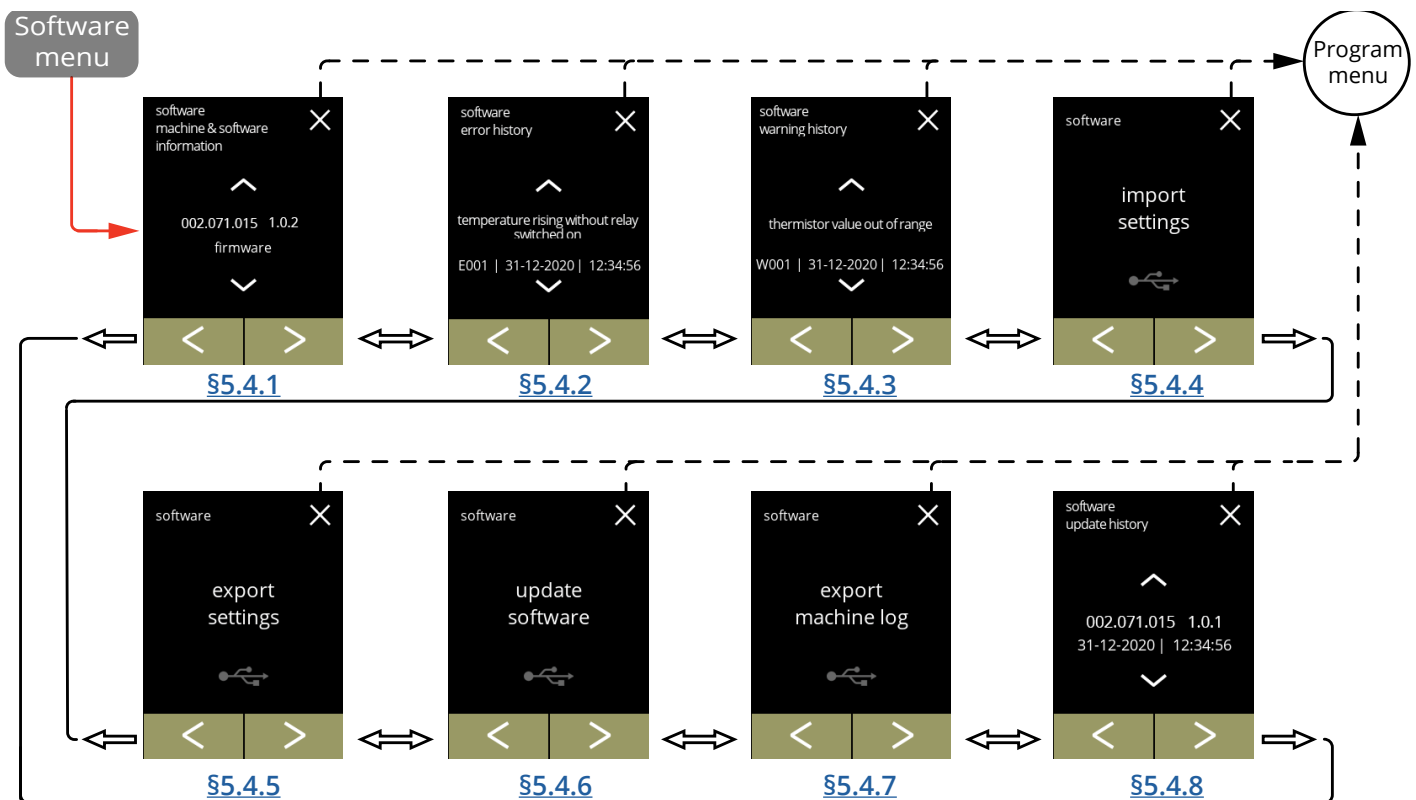 Software
menu
Program
menu
software
machine & software
information
002.071.015 1.0.2
firmware
§5.4.1
software
error history
temperature rising without relay
switched on
E001 | 31-12-2020 | 12:34:56
§5.4.2
software
warning history
thermistor value out of range
W001 | 31-12-2020 | 12:34:56
§5.4.3
software
import
settings
§5.4.4
software
export
settings
§5.4.5
software
update
software
§5.4.6
software
export
machine log
§5.4.7
software
update history
002.071.015 1.0.1
31-12-2020 | 12:34:56
§5.4.8